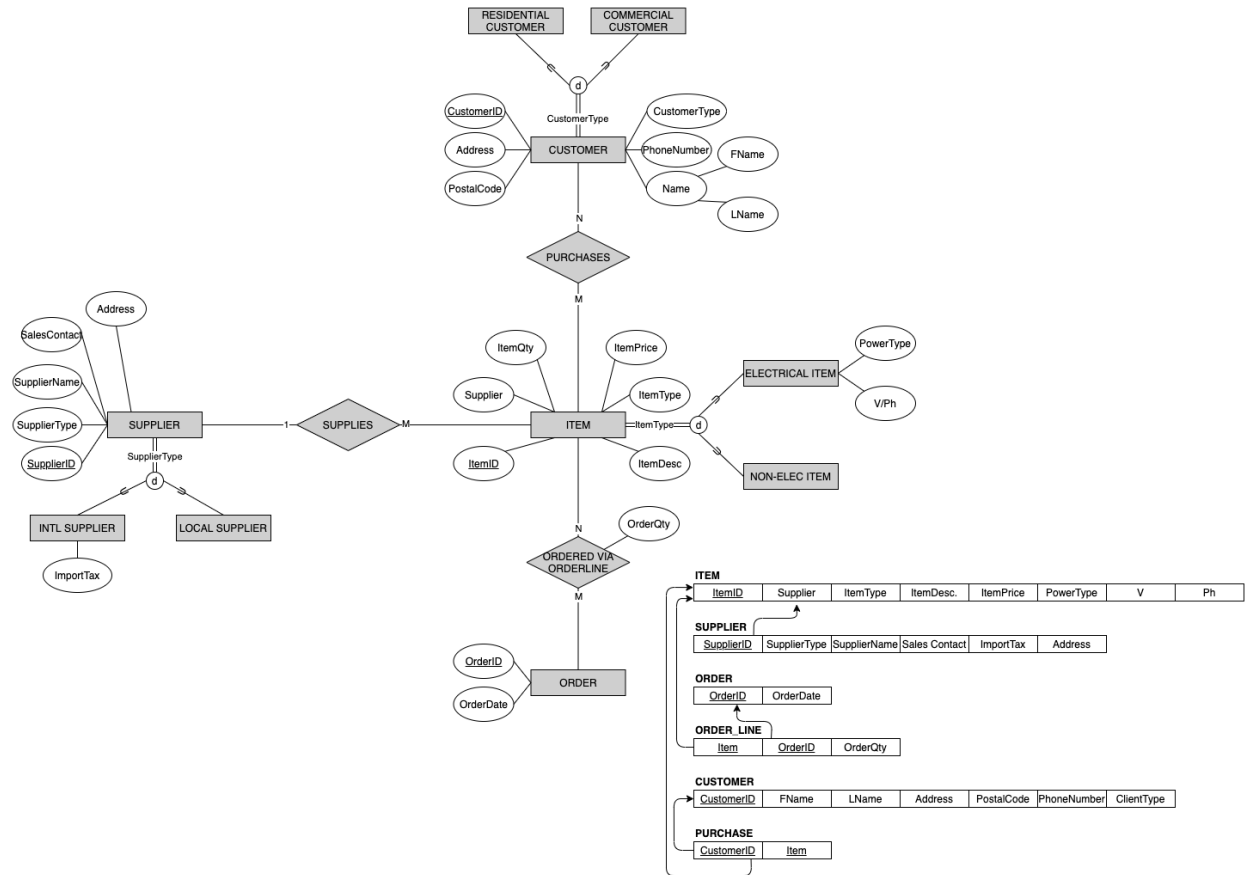 RESIDENTIAL
CUSTOMER
COMMERCIAL
CUSTOMER
d
CustomerType
CustomerID
Address
PostalCode
CUSTOMER
CustomerType
PhoneNumber
Name
FName
LName
N
PURCHASES
M
Address
SalesContact
SupplierName
SupplierType
SupplierID
SUPPLIER
SupplierType
d
INTL SUPPLIER
LOCAL SUPPLIER
ImportTax
1
SUPPLIES
M
ItemQty
ItemPrice
Supplier
ItemType
ITEM
ItemID
ItemDesc
ItemType
d
ELECTRICAL ITEM
PowerType
V/Ph
NON-ELEC ITEM
N
OrderQty
ORDERED VIA
ORDERLINE
M
OrderID
OrderDate
ORDER
ITEM
ItemID Supplier ItemType ItemDesc. ItemPrice PowerType V Ph
SUPPLIER
SupplierID SupplierType SupplierName Sales Contact ImportTax Address
ORDER
OrderID OrderDate
ORDER_LINE
Item OrderID OrderQty
CUSTOMER
CustomerID FName LName Address PostalCode PhoneNumber ClientType
PURCHASE
CustomerID Item